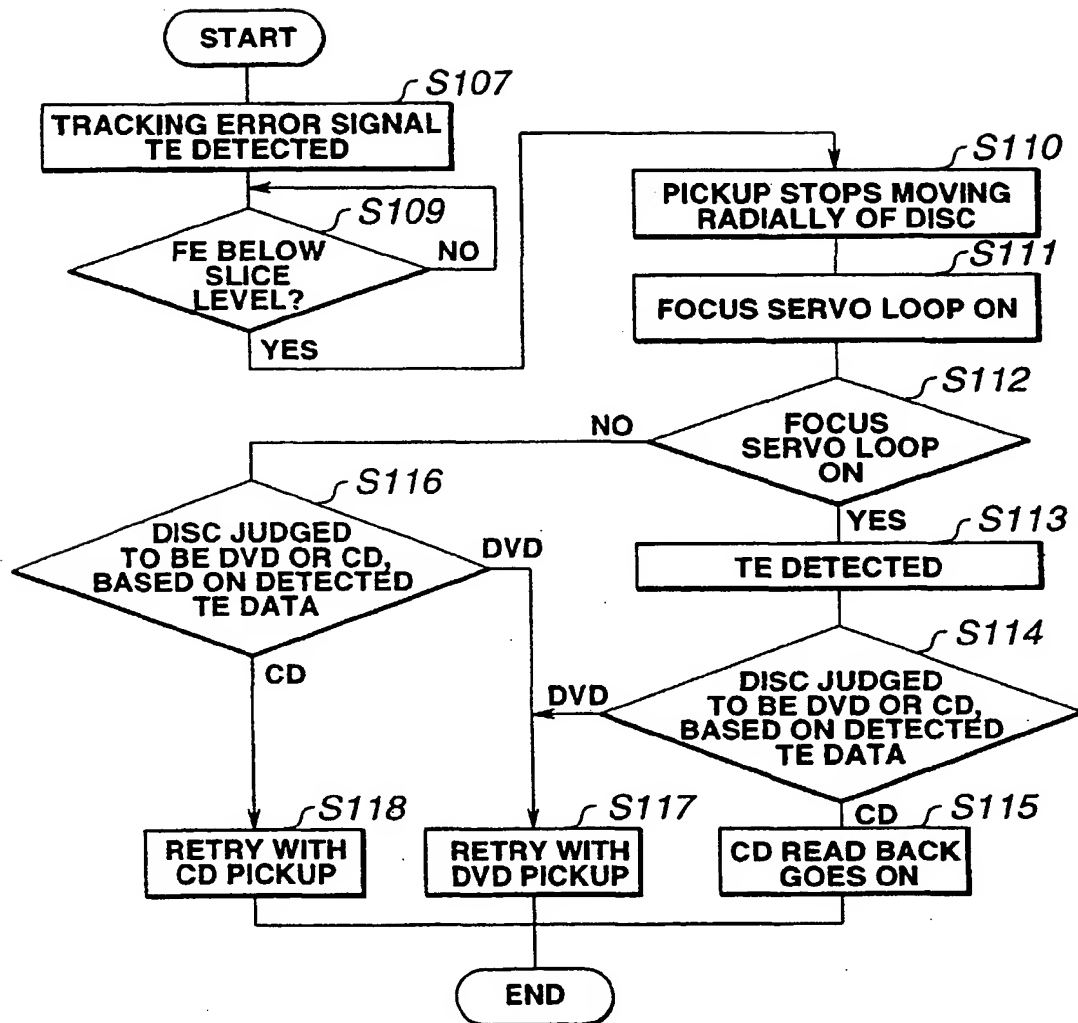 START
S107
TRACKING ERROR SIGNAL
TE DETECTED
S109
FE BELOW
SLICE
LEVEL?
NO
YES
S110
PICKUP STOPS MOVING
RADIALLY OF DISC
S111
FOCUS SERVO LOOP ON
S112
FOCUS
SERVO LOOP
ON
NO
YES
S116
DISC JUDGED
TO BE DVD OR CD,
BASED ON DETECTED
TE DATA
DVD
CD
S113
TE DETECTED
S114
DISC JUDGED
TO BE DVD OR CD,
BASED ON DETECTED
TE DATA
DVD
CD
S118
RETRY WITH
CD PICKUP
S117
RETRY WITH
DVD PICKUP
S115
CD READ BACK
GOES ON
END